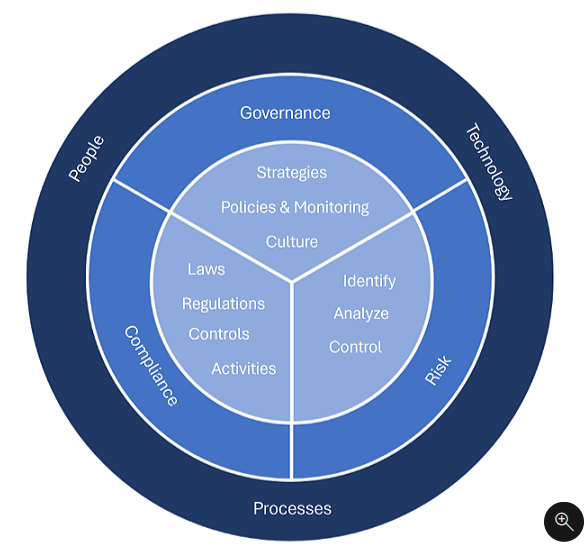 Governance
People
Technology
Strategies
Policies & Monitoring
Culture
Laws
Regulations
Controls
Activities
Identify
Analyze
Control
Compliance
Risk
Processes